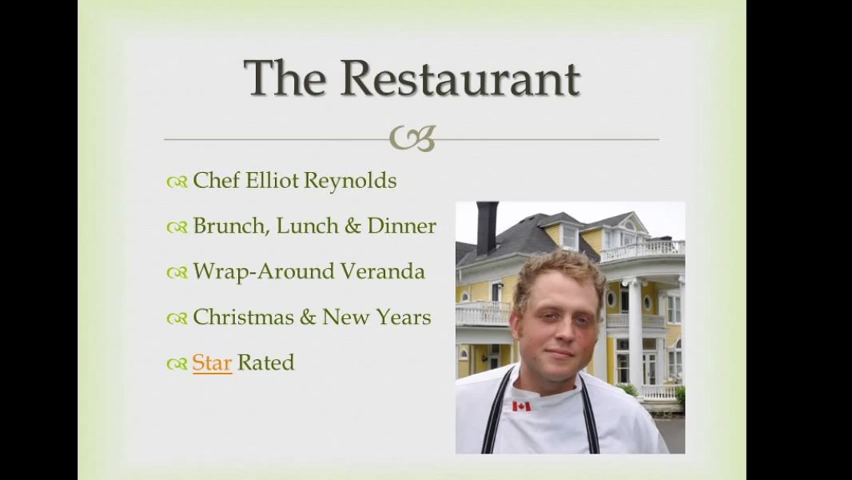 The Restaurant
Chef Elliot Reynolds
Brunch, Lunch & Dinner
Wrap-Around Veranda
Christmas & New Years
Star Rated